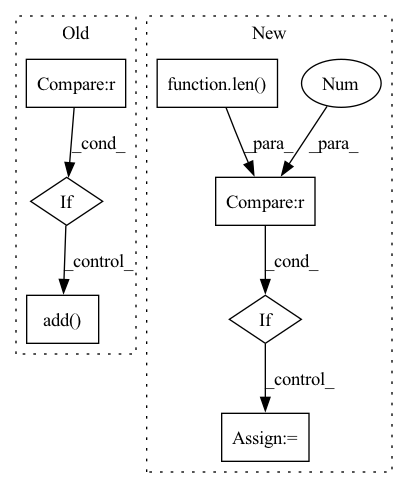 Old
New
Compare:r
function.len()
Num
_cond_
_para_
_para_
If
Compare:r
_control_
_cond_
add()
If
_control_
Assign:=